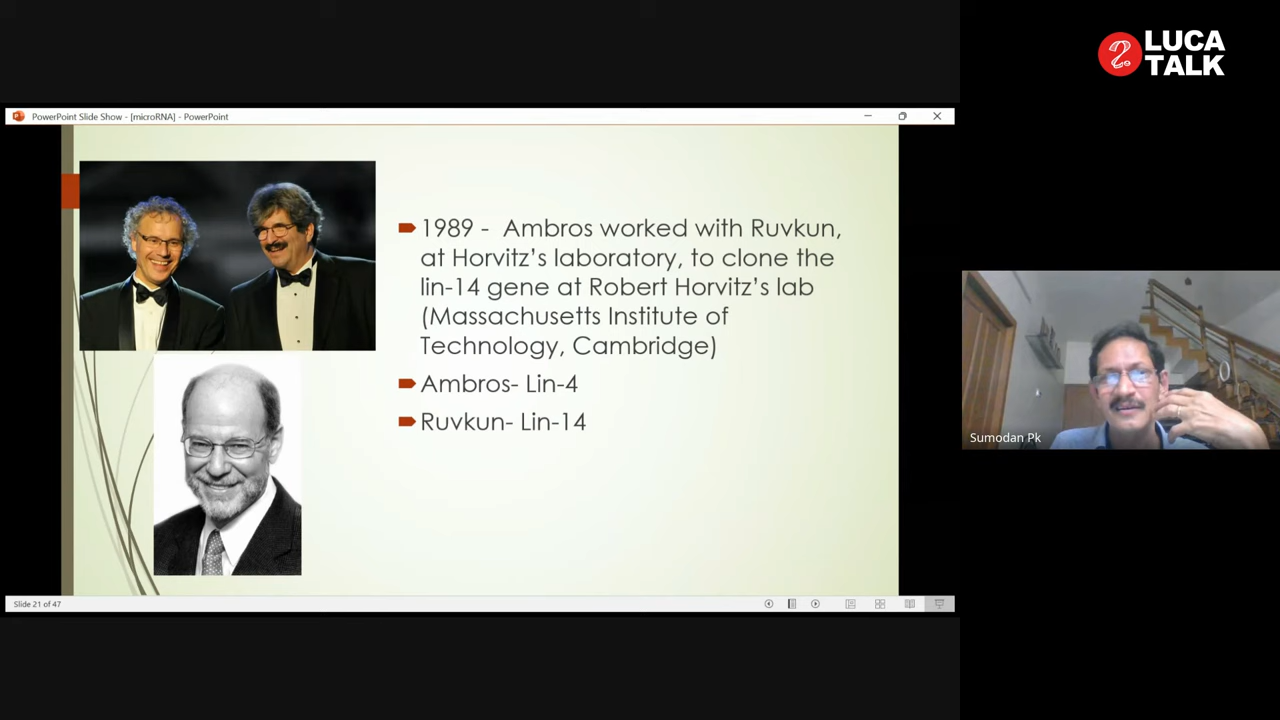 LUCA
TALK
PowerPoint Slide Show - [microRNA] - PowerPoint
1989 - Ambros worked with Ruvkun,
at Horvitz's laboratory, to clone the
lin-14 gene at Robert Horvitz's lab
(Massachusetts Institute of
Technology, Cambridge)
Ambros- Lin-4
Ruvkun- Lin-14
Sumodan Pk
Slide 21 of 47